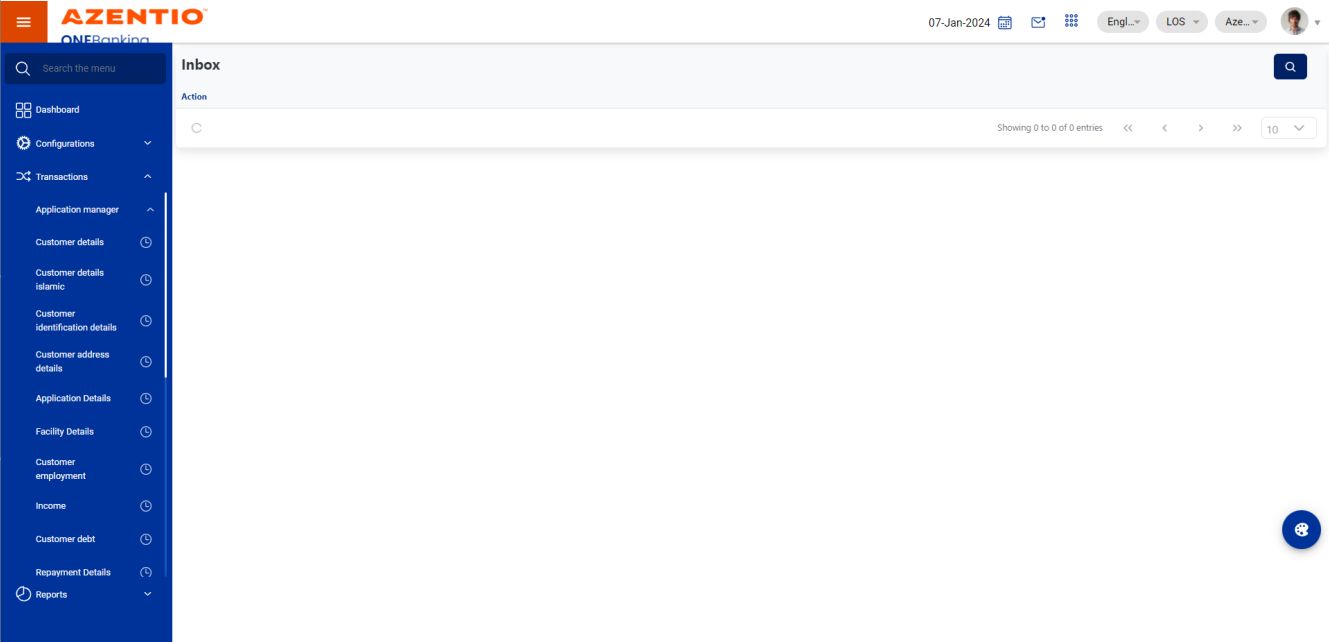 AZENTIO™
ONEBanking
07-Jan-2024
Engl...
LOS
Aze...
Search the menu
Dashboard
Configurations
Transactions
Application manager
Customer details
Customer details
islamic
Customer
identification details
Customer address
details
Application Details
Facility Details
Customer
employment
Income
Customer debt
Repayment Details
Reports
Inbox
Action
Showing 0 to 0 of 0 entries
10